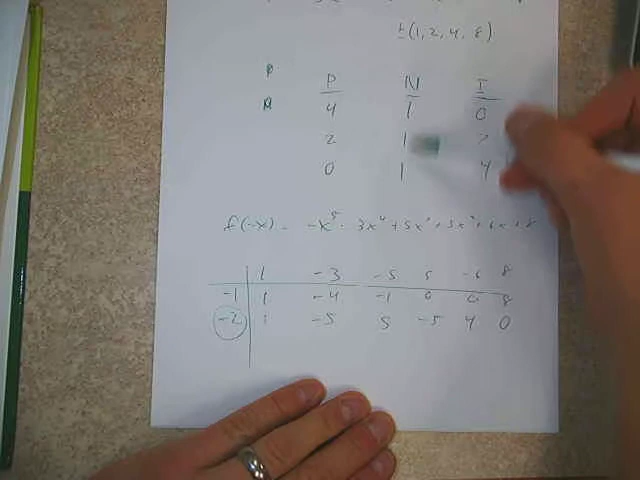 ±(1, 2, 4, 8)
P N I
4 1 0
2 1 2
0 1 4
f(-x) = -x⁵ - 3x⁴ + 5x³ + 5x² + 6x + 8
1 -3 -5 5 -6 8
-1 1 -4 -1 6 0 8
-2 1 -5 5 -5 4 0